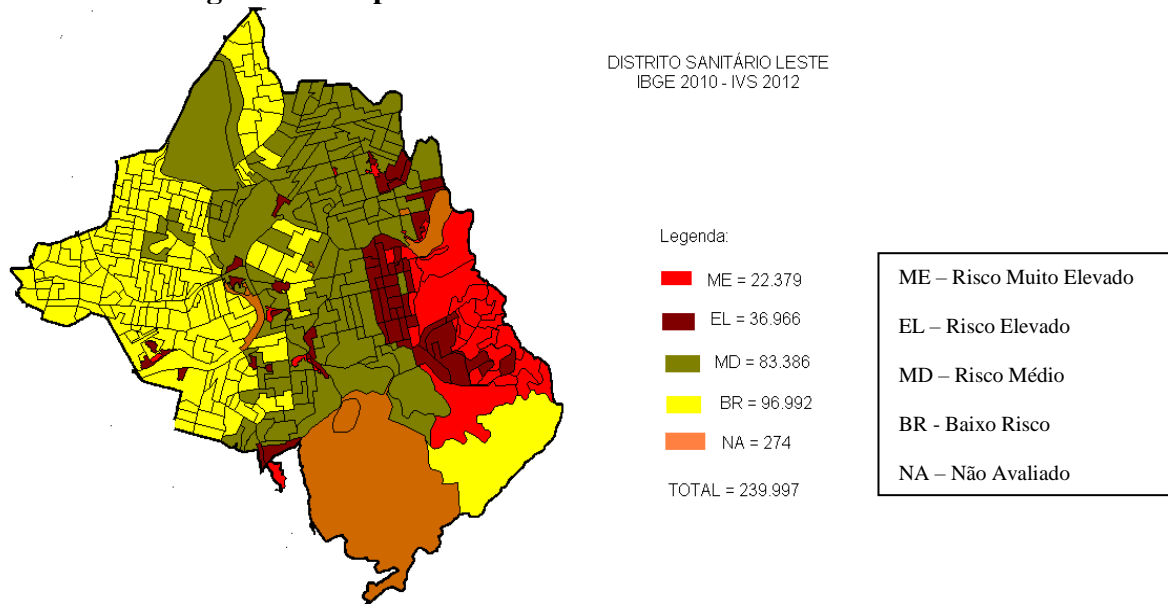 DISTRITO SANITÁRIO LESTE
IBGE 2010 - IVS 2012
Legenda:
ME = 22.379
EL = 36.966
MD = 83.386
BR = 96.992
NA = 274
TOTAL = 239.997
ME – Risco Muito Elevado
EL – Risco Elevado
MD – Risco Médio
BR - Baixo Risco
NA – Não Avaliado